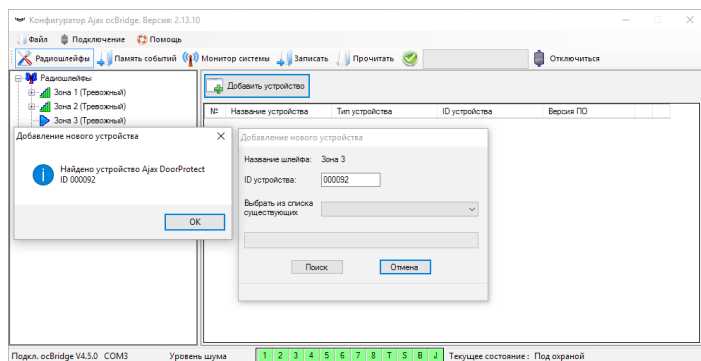 Конфигуратор Ajax ocBridge. Версия: 2.13.10
Файл Подключение Помощь
Радиошлейфы Память событий Монитор системы Записать Прочитать Отключиться
Радиошлейфы
Зона 1 (Тревожный)
Зона 2 (Тревожный)
Зона 3 (Тревожный)
Добавить устройство
№ Название устройства Тип устройства ID устройства Версия ПО
Добавление нового устройства
Найдено устройство Ajax DoorProtect
ID 000092
OK
Добавление нового устройства
Название шлейфа: Зона 3
ID устройства: 000092
Выбрать из списка
существующих
Поиск Отмена
Подкл. ocBridge V4.5.0 COM3 Уровень шума 1 2 3 4 5 6 7 8 T S B J Текущее состояние : Под охраной